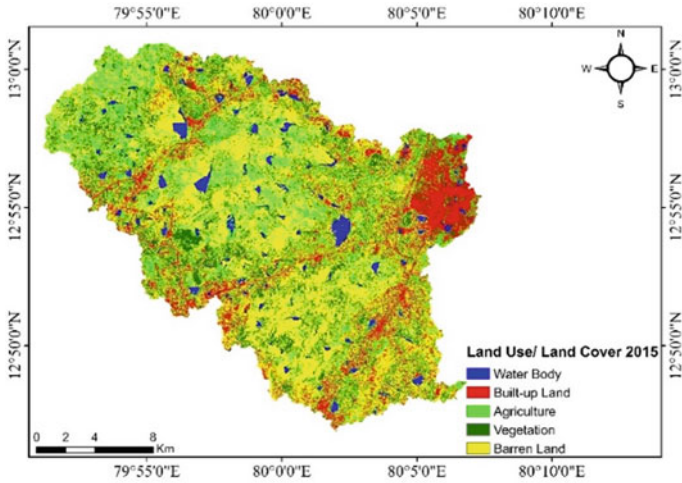 79°55'0"E 80°0'0"E 80°5'0"E 80°10'0"E
N
W E
S
13°0'0"N 13°0'0"N
12°55'0"N 12°55'0"N
12°50'0"N 12°50'0"N
Land Use/ Land Cover 2015
Water Body
Built-up Land
Agriculture
Vegetation
Barren Land
0 2 4 8
Km
79°55'0"E 80°0'0"E 80°5'0"E 80°10'0"E